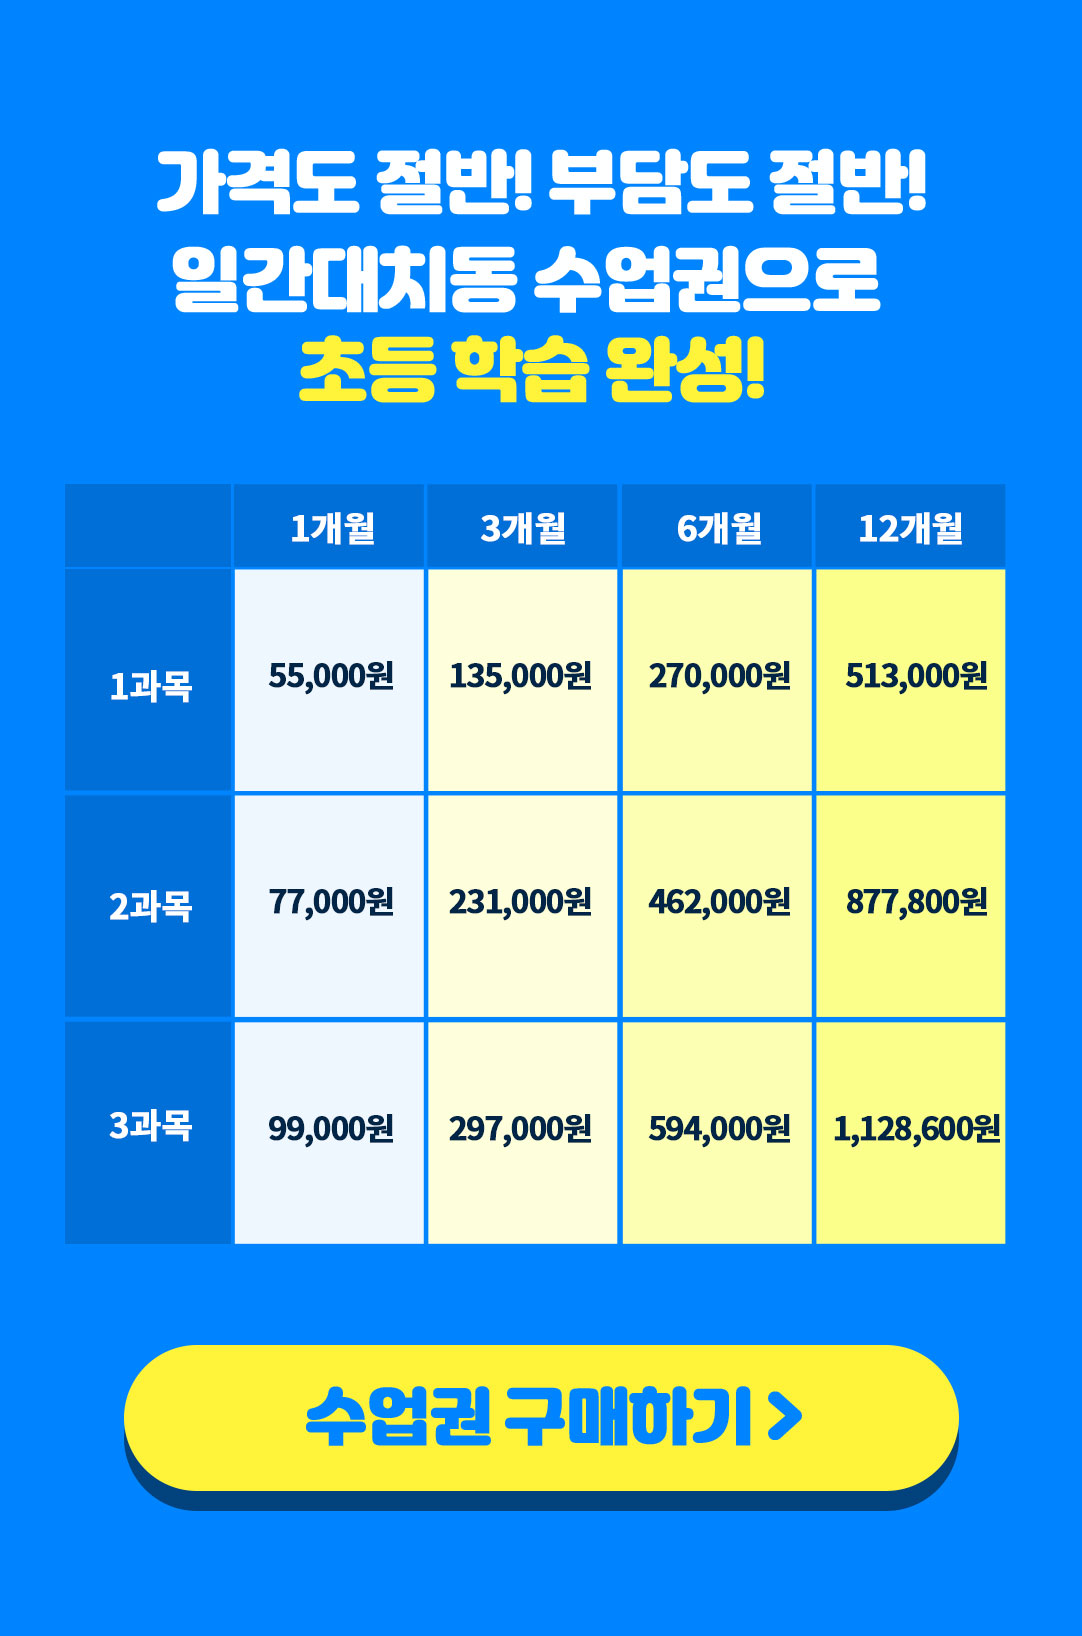 가격도 절반! 부담도 절반!
일간대치동 수업권으로
초등 학습 완성!
1개월 3개월 6개월 12개월
1과목 55,000원 135,000원 270,000원 513,000원
2과목 77,000원 231,000원 462,000원 877,800원
3과목 99,000원 297,000원 594,000원 1,128,600원
수업권 구매하기 >